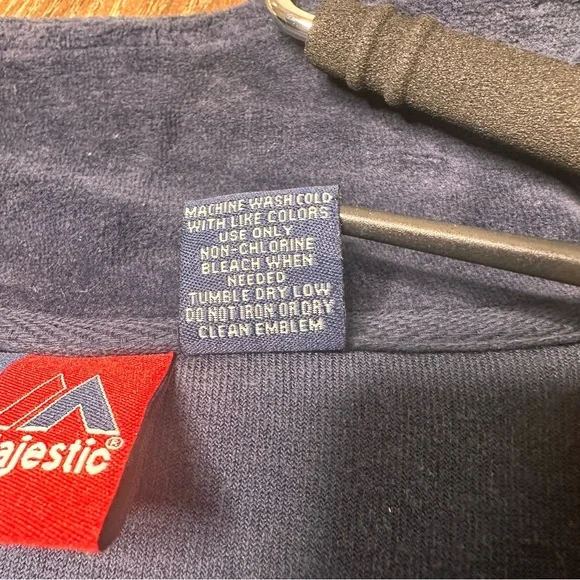 MACHINE WASH COLD
WITH LIKE COLORS
USE ONLY
NON-CHLORINE
BLEACH WHEN
NEEDED
TUMBLE DRY LOW
DO NOT IRON OR DRY
CLEAN EMBLEM
ajestic®